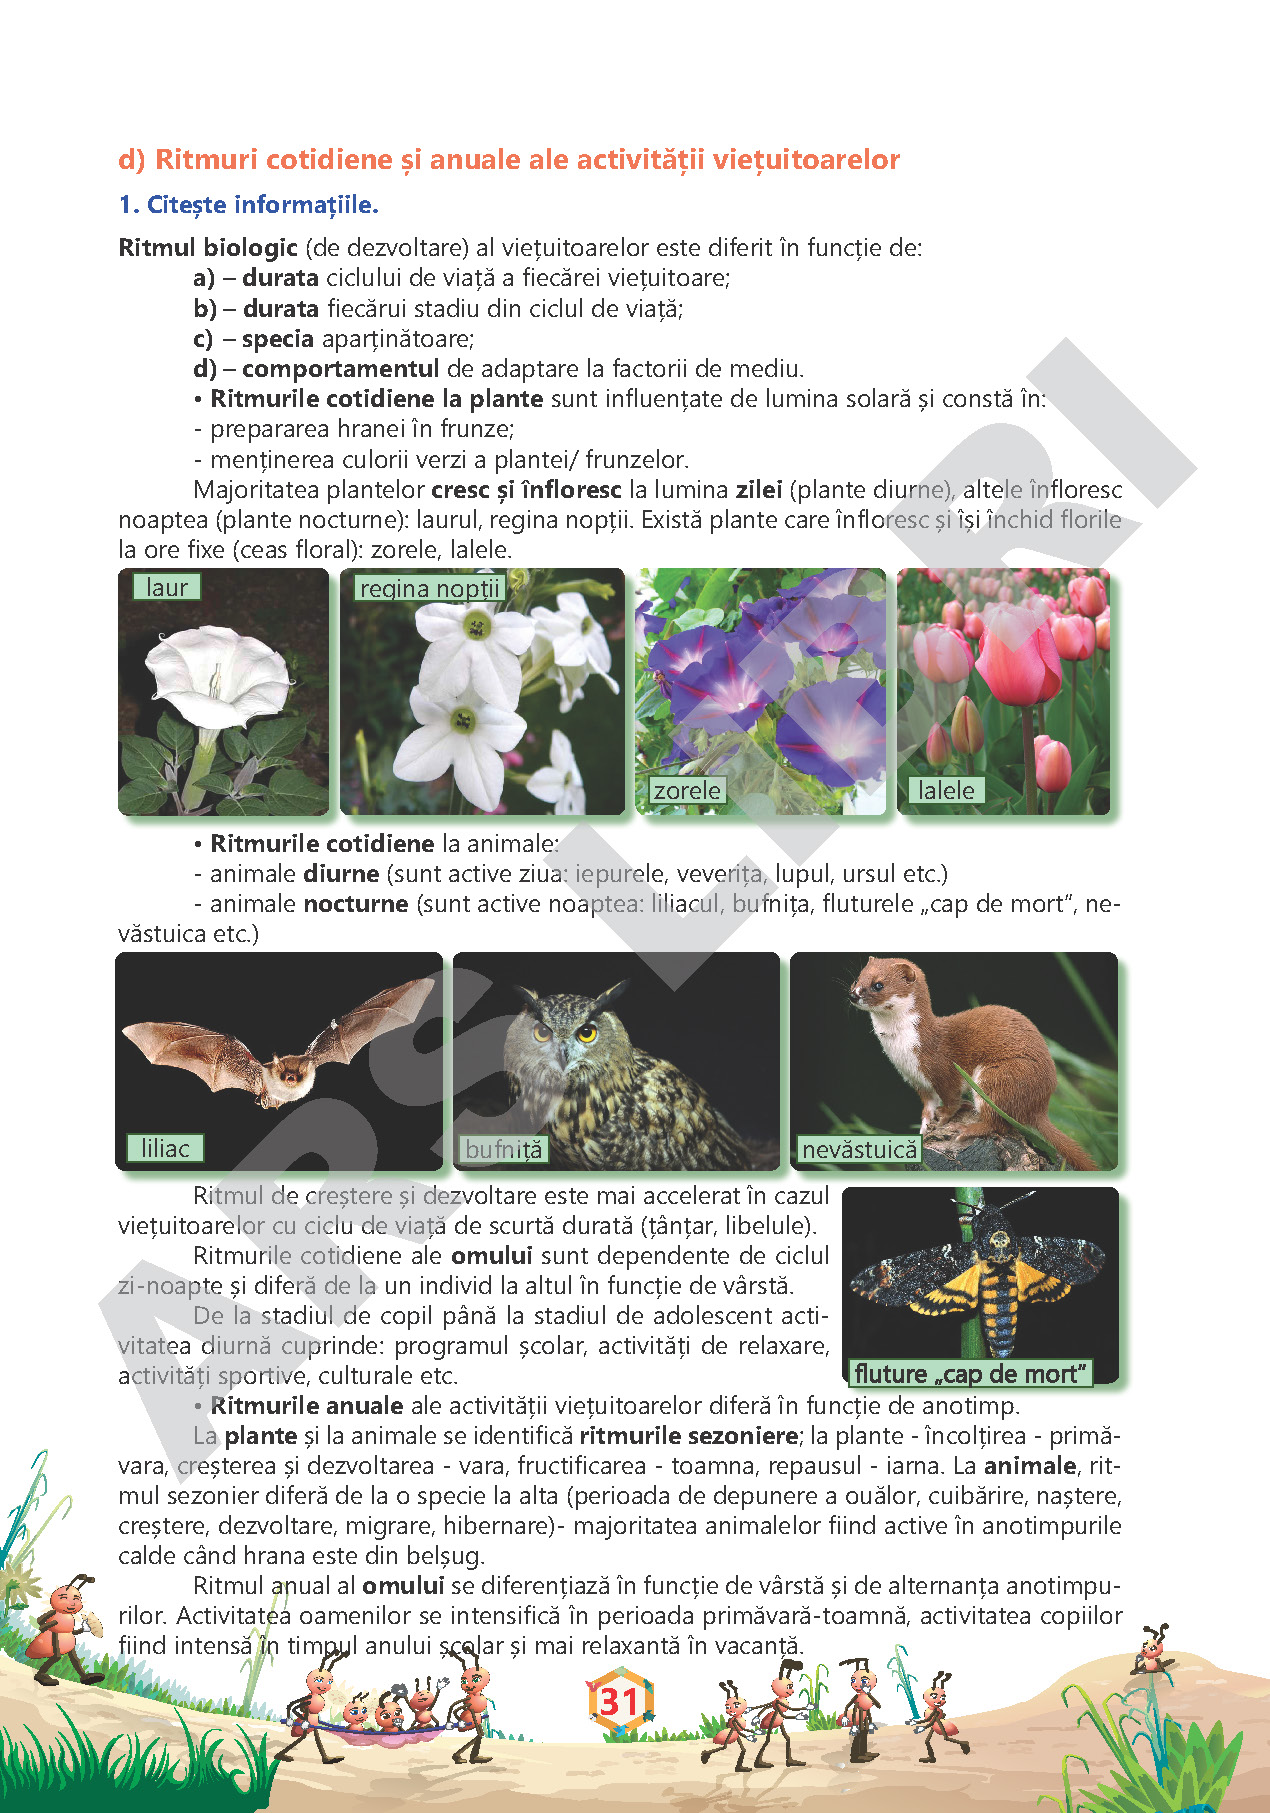 d) Ritmuri cotidiene și anuale ale activității viețuitoarelor
1. Citește informațiile.
Ritmul biologic (de dezvoltare) al viețuitoarelor este diferit în funcție de:
a) – durata ciclului de viață a fiecărei viețuitoare;
b) – durata fiecărui stadiu din ciclul de viață;
c) – specia aparținătoare;
d) – comportamentul de adaptare la factorii de mediu.
• Ritmurile cotidiene la plante sunt influențate de lumina solară și constă în:
- prepararea hranei în frunze;
- menținerea culorii verzi a plantei/ frunzelor.
Majoritatea plantelor cresc și înfloresc la lumina zilei (plante diurne), altele înfloresc
noaptea (plante nocturne): laurul, regina nopții. Există plante care înfloresc și își închid florile
la ore fixe (ceas floral): zorele, lalele.
laur
regina nopții
zorele
lalele
• Ritmurile cotidiene la animale:
- animale diurne (sunt active ziua: iepurele, veverița, lupul, ursul etc.)
- animale nocturne (sunt active noaptea: liliacul, bufnița, fluturele „cap de mort”, ne-
văstuica etc.)
liliac
bufniță
nevăstuică
Ritmul de creștere și dezvoltare este mai accelerat în cazul
viețuitoarelor cu ciclu de viață de scurtă durată (țânțar, libelule).
Ritmurile cotidiene ale omului sunt dependente de ciclul
zi-noapte și diferă de la un individ la altul în funcție de vârstă.
De la stadiul de copil până la stadiul de adolescent acti-
vitatea diurnă cuprinde: programul școlar, activități de relaxare,
activități sportive, culturale etc.
fluture „cap de mort”
• Ritmurile anuale ale activității viețuitoarelor diferă în funcție de anotimp.
La plante și la animale se identifică ritmurile sezoniere; la plante - încolțirea - primă-
vara, creșterea și dezvoltarea - vara, fructificarea - toamna, repausul - iarna. La animale, rit-
mul sezonier diferă de la o specie la alta (perioada de depunere a ouălor, cuibărire, naștere,
creștere, dezvoltare, migrare, hibernare)- majoritatea animalelor fiind active în anotimpurile
calde când hrana este din belșug.
Ritmul anual al omului se diferențiază în funcție de vârstă și de alternanța anotimpu-
rilor. Activitatea oamenilor se intensifică în perioada primăvară-toamnă, activitatea copiilor
fiind intensă în timpul anului școlar și mai relaxantă în vacanță.
31
ARS LIBRI